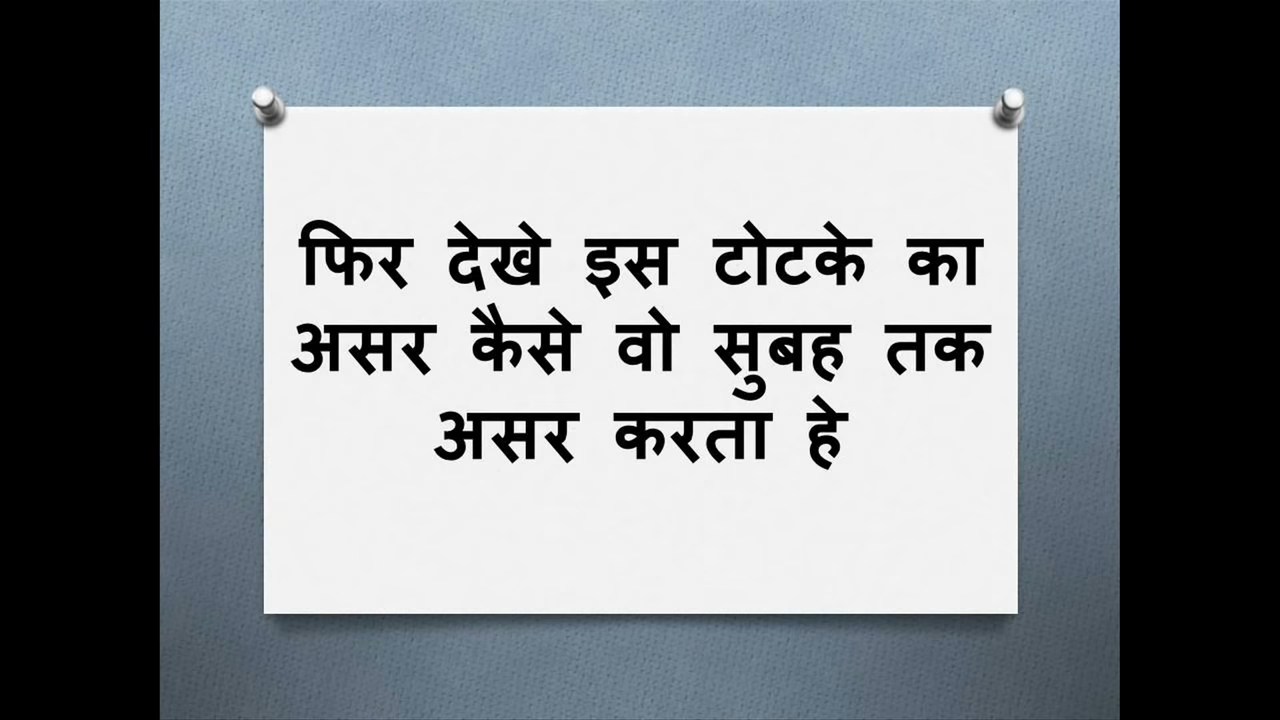 फिर देखे इस टोटके का
असर कैसे वो सुबह तक
असर करता हे